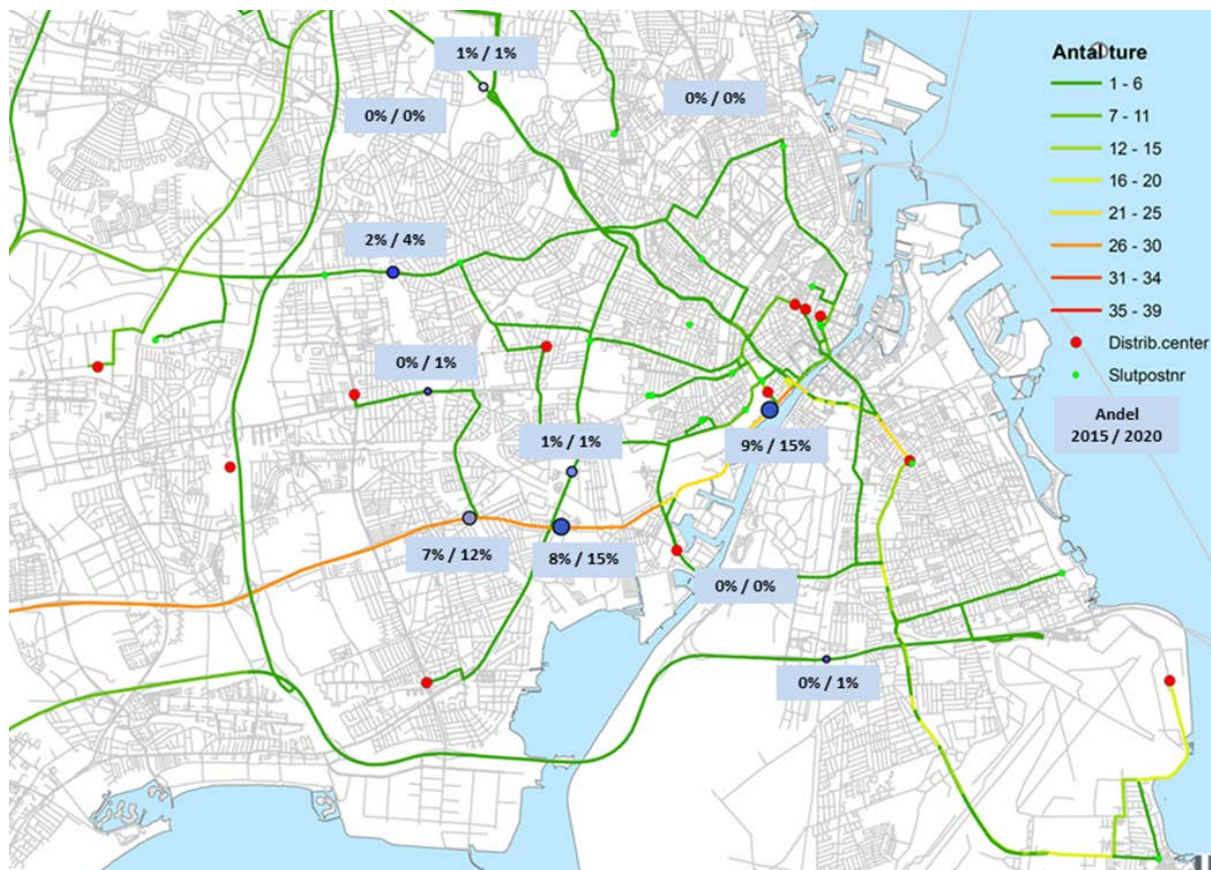 1% / 1%
0% / 0%
0% / 0%
2% / 4%
0% / 1%
1% / 1%
9% / 15%
7% / 12%
8% / 15%
0% / 0%
0% / 1%
Antal ture
1 - 6
7 - 11
12 - 15
16 - 20
21 - 25
26 - 30
31 - 34
35 - 39
Distrib.center
Slutpostnr
Andel
2015 / 2020